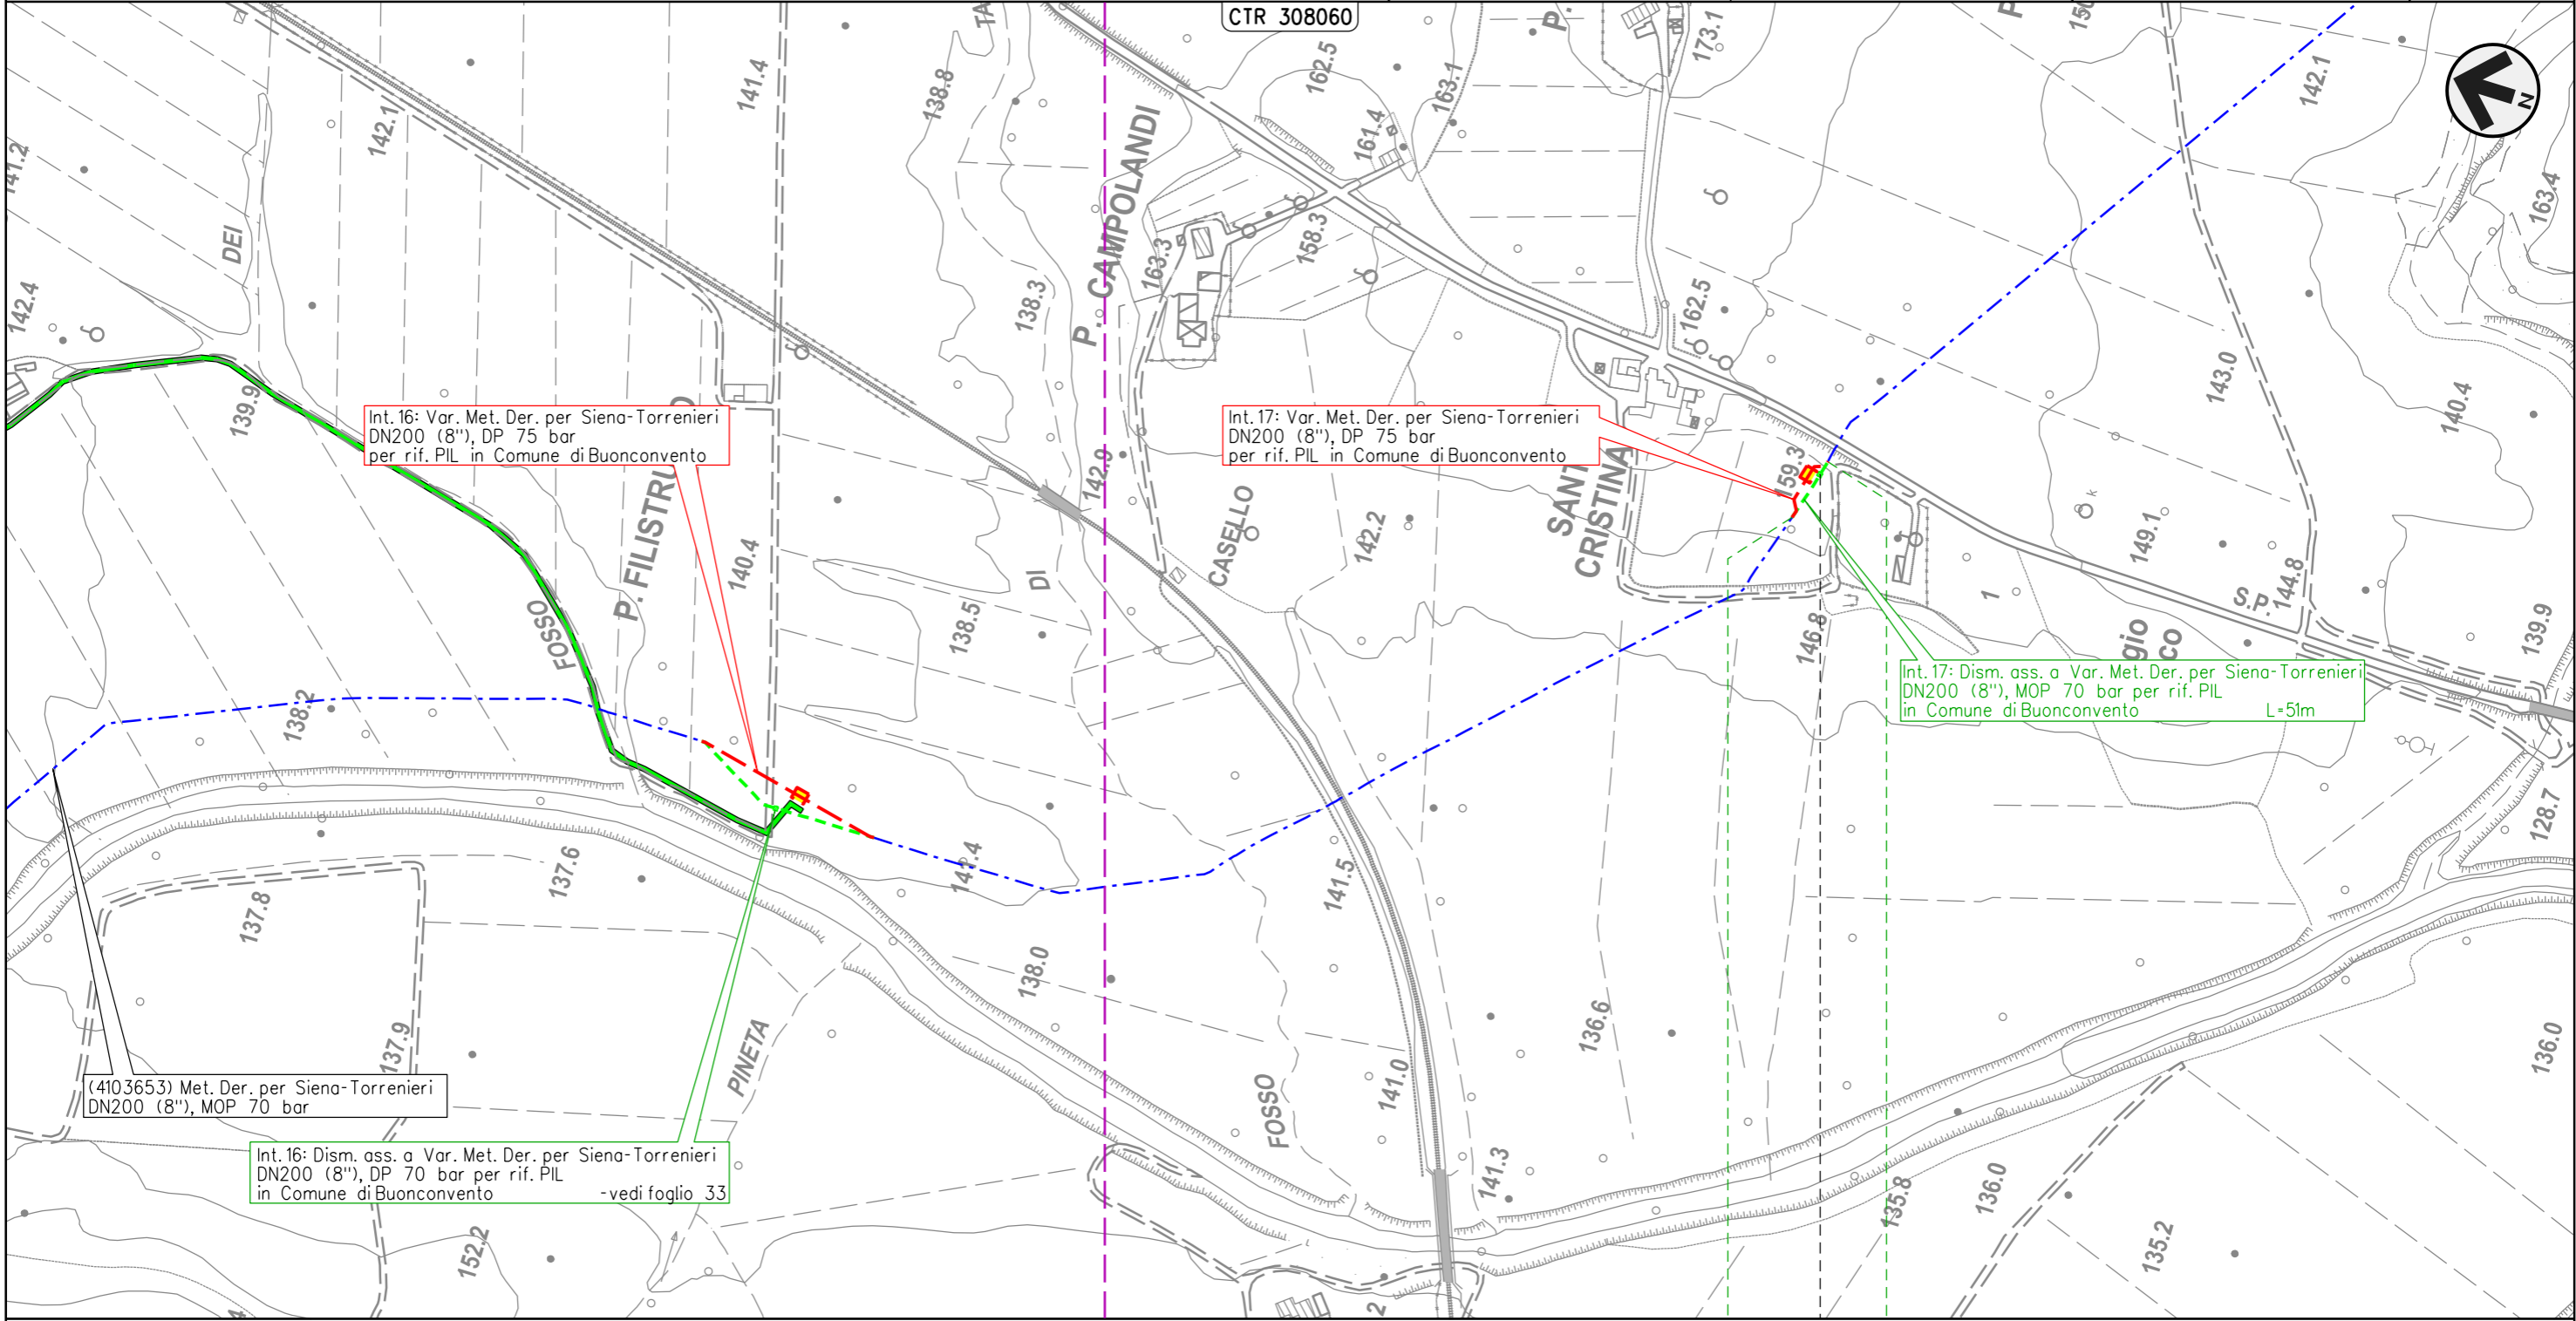 CTR 308060
N
TA
P.
P.
173.1
150
162.5
163.1
161.4
142.1
141.4
142.1
138.8
141.2
DEI
P. CAMPOLANDI
163.3
158.3
163.4
142.4
138.3
162.5
143.0
140.4
139.9
Int.16: Var. Met. Der. per Siena-Torrenieri
DN200 (8"), DP 75 bar
per rif. PIL in Comune di Buonconvento
Int.17: Var. Met. Der. per Siena-Torrenieri
DN200 (8"), DP 75 bar
per rif. PIL in Comune di Buonconvento
142.9
159.3
SANT
CRISTINA
CASELLO
142.2
k
149.1
P. FILISTRU
O
140.4
DI
138.5
FOSSO
1
S.P.
144.8
146.8
gio
co
139.9
Int.17: Dism. ass. a Var. Met. Der. per Siena-Torrenieri
DN200 (8"), MOP 70 bar per rif. PIL
in Comune di Buonconvento L=51m
138.2
128.7
137.6
141.4
141.5
137.8
138.0
136.6
137.9
PINETA
141.0
136.0
FOSSO
(4103653) Met. Der. per Siena-Torrenieri
DN200 (8"), MOP 70 bar
Int.16: Dism. ass. a Var. Met. Der. per Siena-Torrenieri
DN200 (8"), DP 70 bar per rif. PIL
in Comune di Buonconvento -vedi foglio 33
141.3
135.8
136.0
135.2
152.2
2